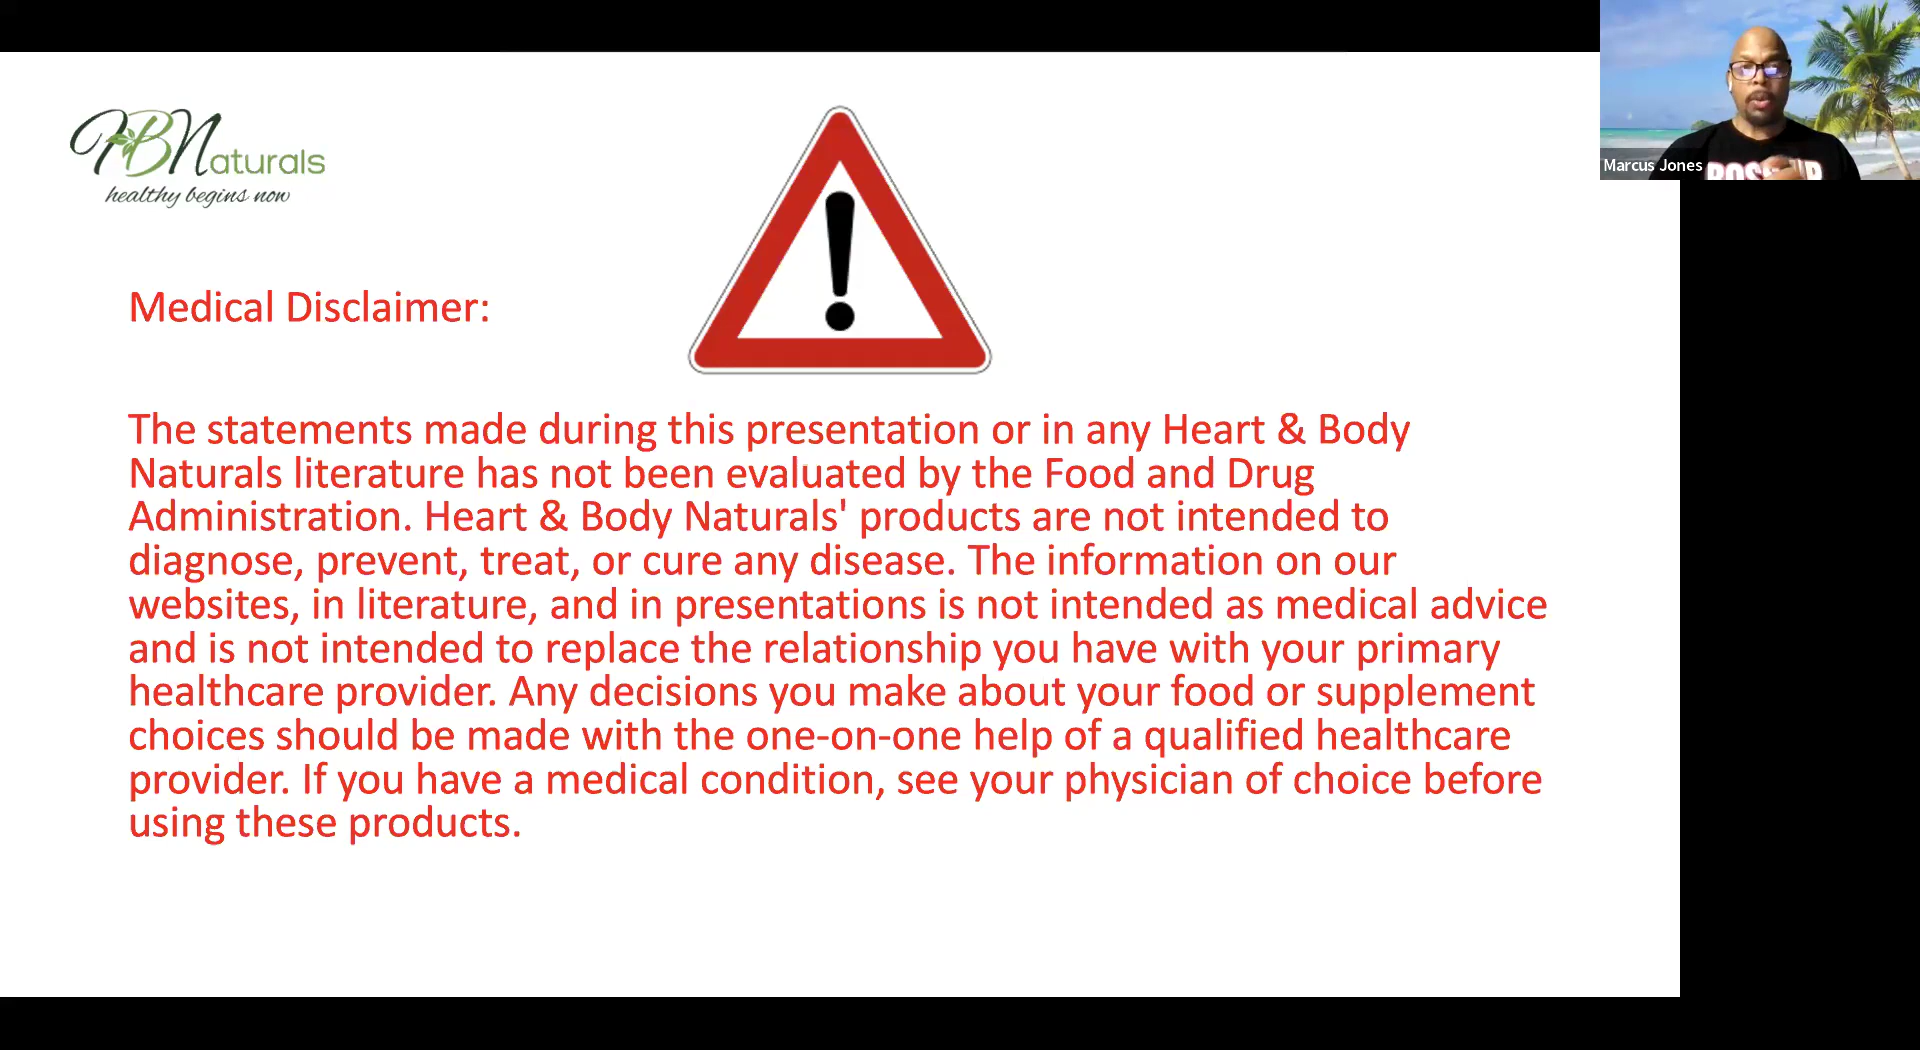 HBNaturals
healthy begins now
Marcus Jones
Medical Disclaimer:
The statements made during this presentation or in any Heart & Body
Naturals literature has not been evaluated by the Food and Drug
Administration. Heart & Body Naturals' products are not intended to
diagnose, prevent, treat, or cure any disease. The information on our
websites, in literature, and in presentations is not intended as medical advice
and is not intended to replace the relationship you have with your primary
healthcare provider. Any decisions you make about your food or supplement
choices should be made with the one-on-one help of a qualified healthcare
provider. If you have a medical condition, see your physician of choice before
using these products.